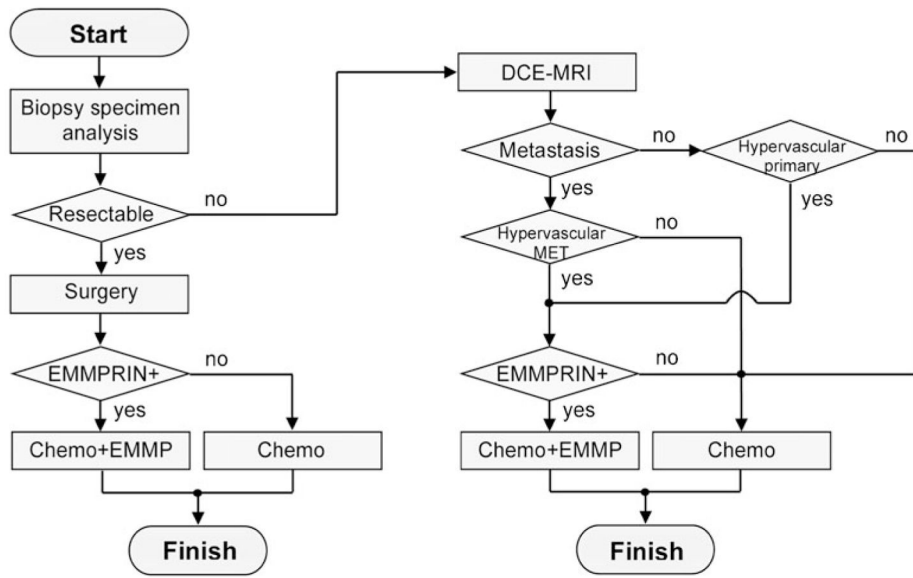 Start
Biopsy specimen
analysis
Resectable
no
yes
Surgery
EMMPRIN+
no
yes
Chemo+EMMP
Chemo
Finish
DCE-MRI
Metastasis
no
Hypervascular
primary
no
yes
yes
Hypervascular
MET
no
yes
EMMPRIN+
no
yes
Chemo+EMMP
Chemo
Finish